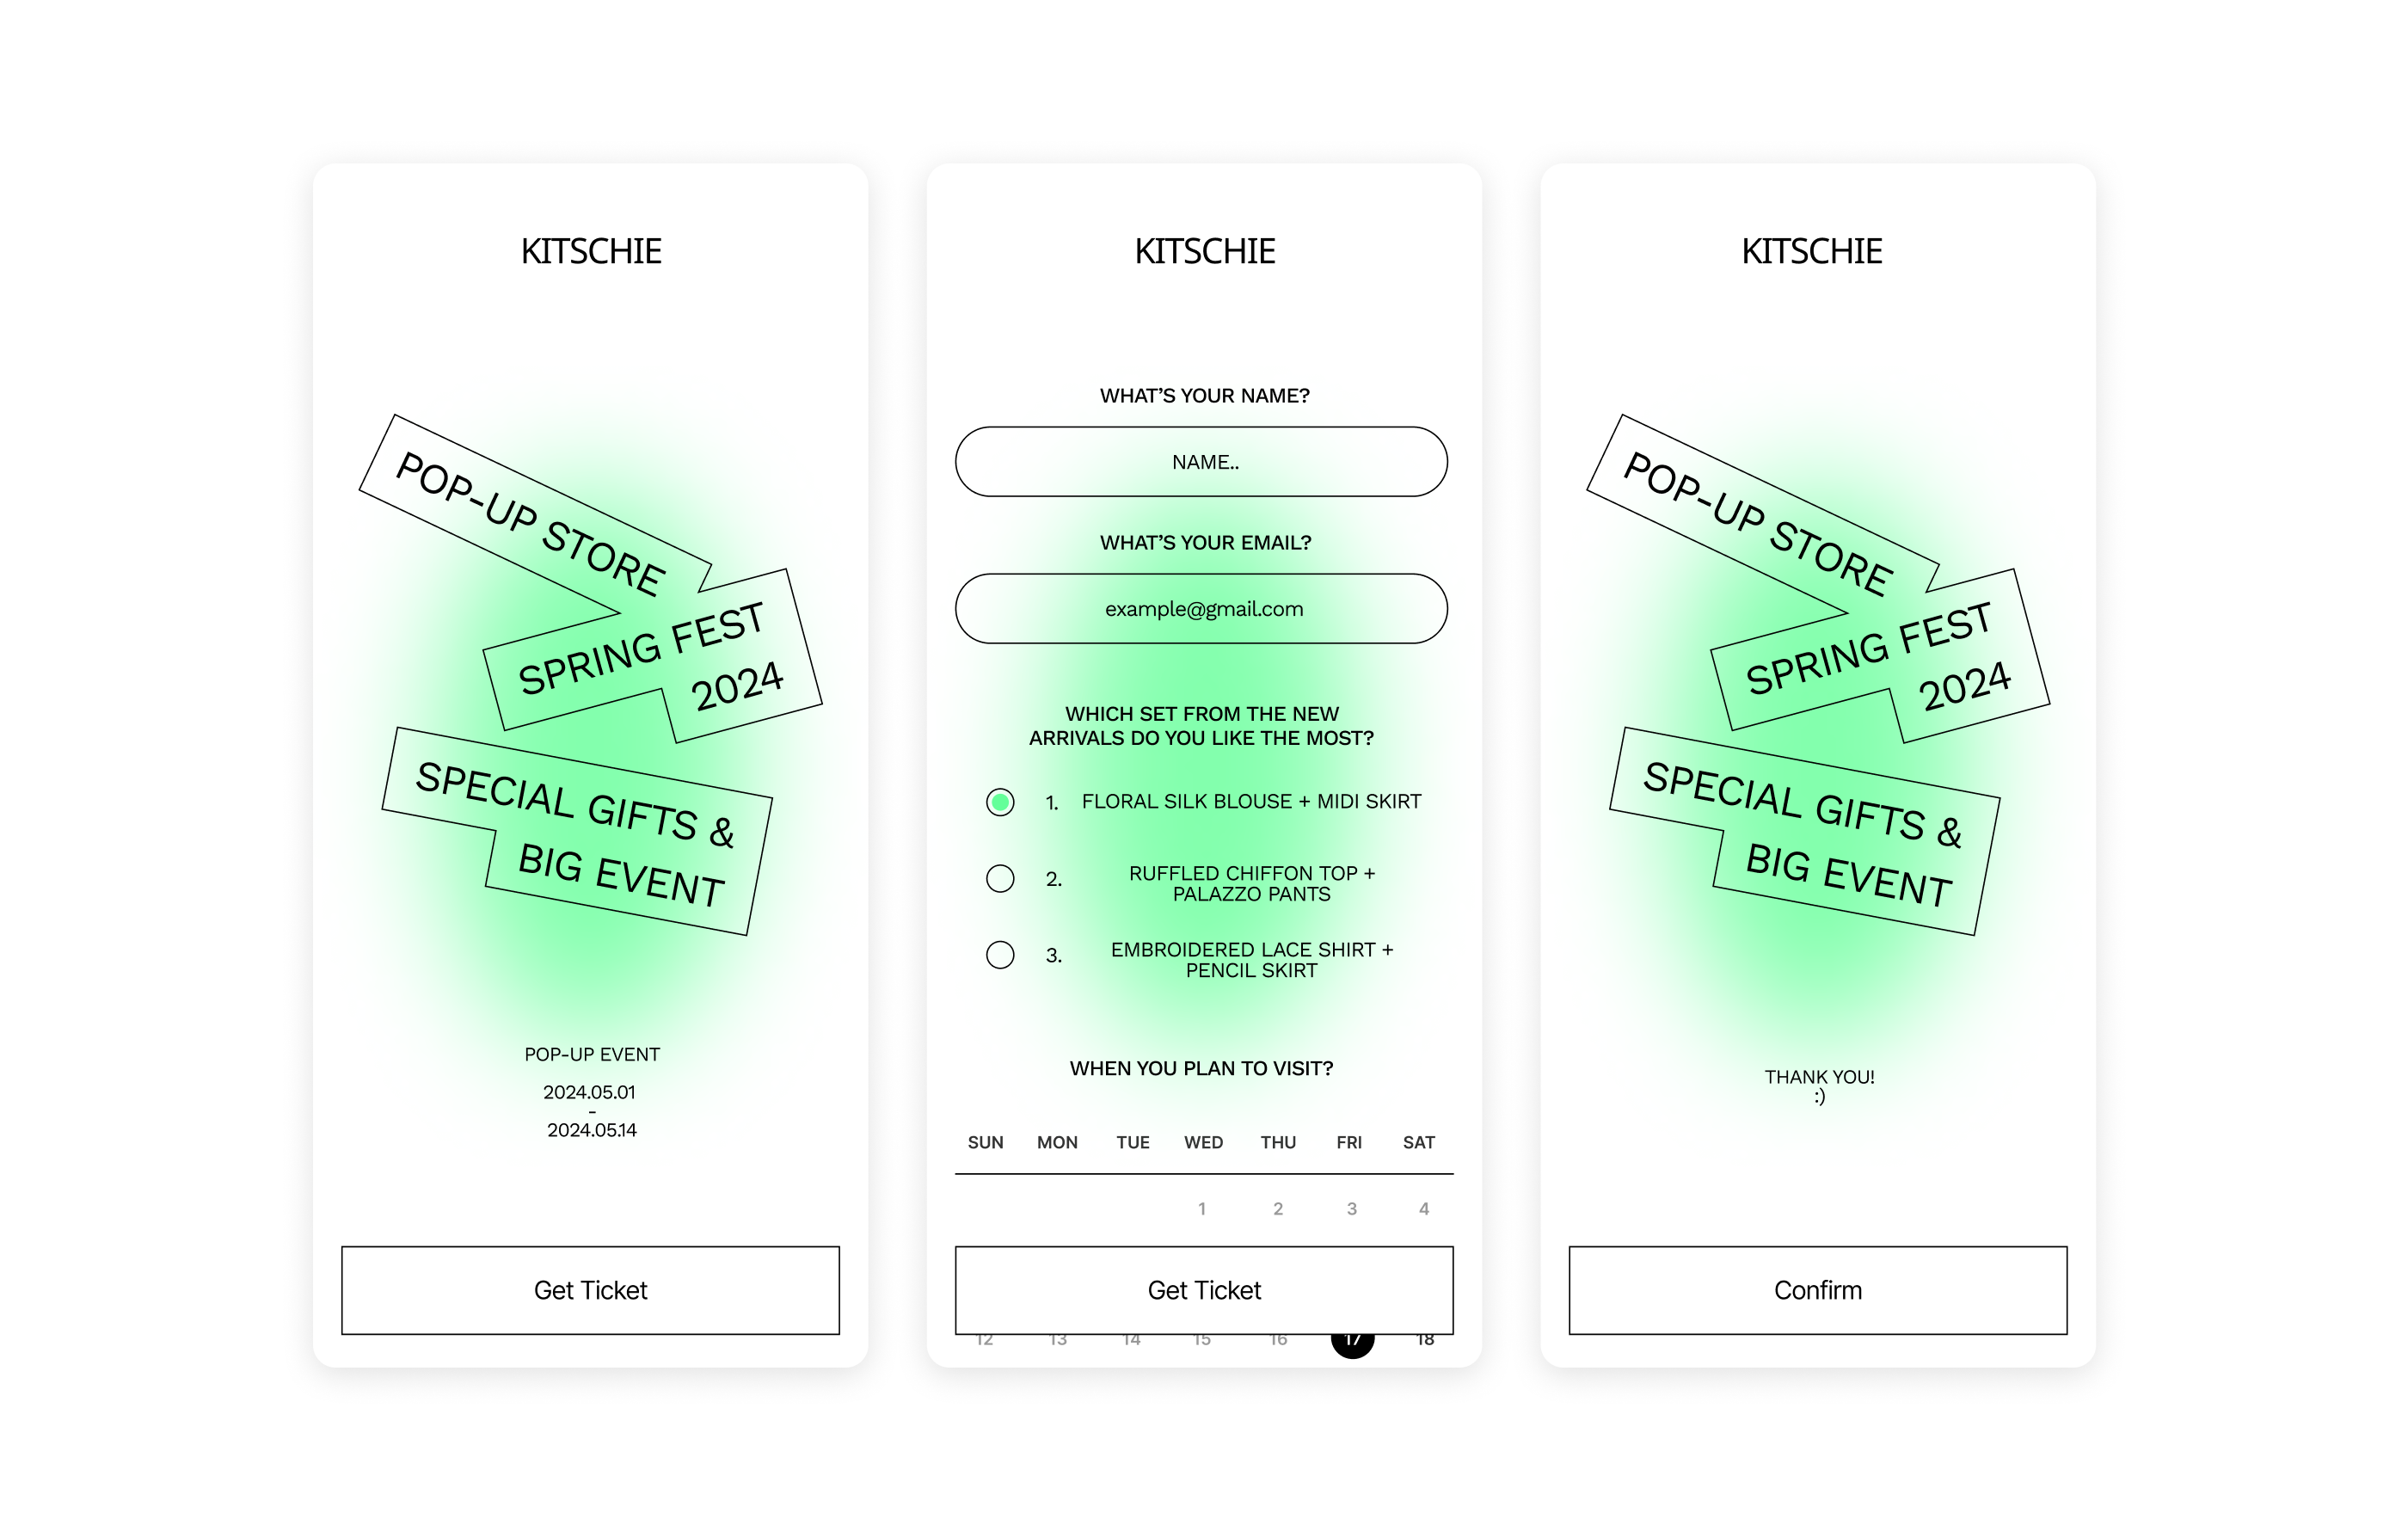 KITSCHIE
POP-UP STORE
SPRING FEST
2024
SPECIAL GIFTS &
BIG EVENT
POP-UP EVENT
2024.05.01
-
2024.05.14
Get Ticket
KITSCHIE
WHAT’S YOUR NAME?
NAME..
WHAT’S YOUR EMAIL?
example@gmail.com
WHICH SET FROM THE NEW
ARRIVALS DO YOU LIKE THE MOST?
1. FLORAL SILK BLOUSE + MIDI SKIRT
2. RUFFLED CHIFFON TOP +
PALAZZO PANTS
3. EMBROIDERED LACE SHIRT +
PENCIL SKIRT
WHEN YOU PLAN TO VISIT?
SUN MON TUE WED THU FRI SAT
1 2 3 4
Get Ticket
12 13 14 15 16 17 18
KITSCHIE
POP-UP STORE
SPRING FEST
2024
SPECIAL GIFTS &
BIG EVENT
THANK YOU!
:)
Confirm